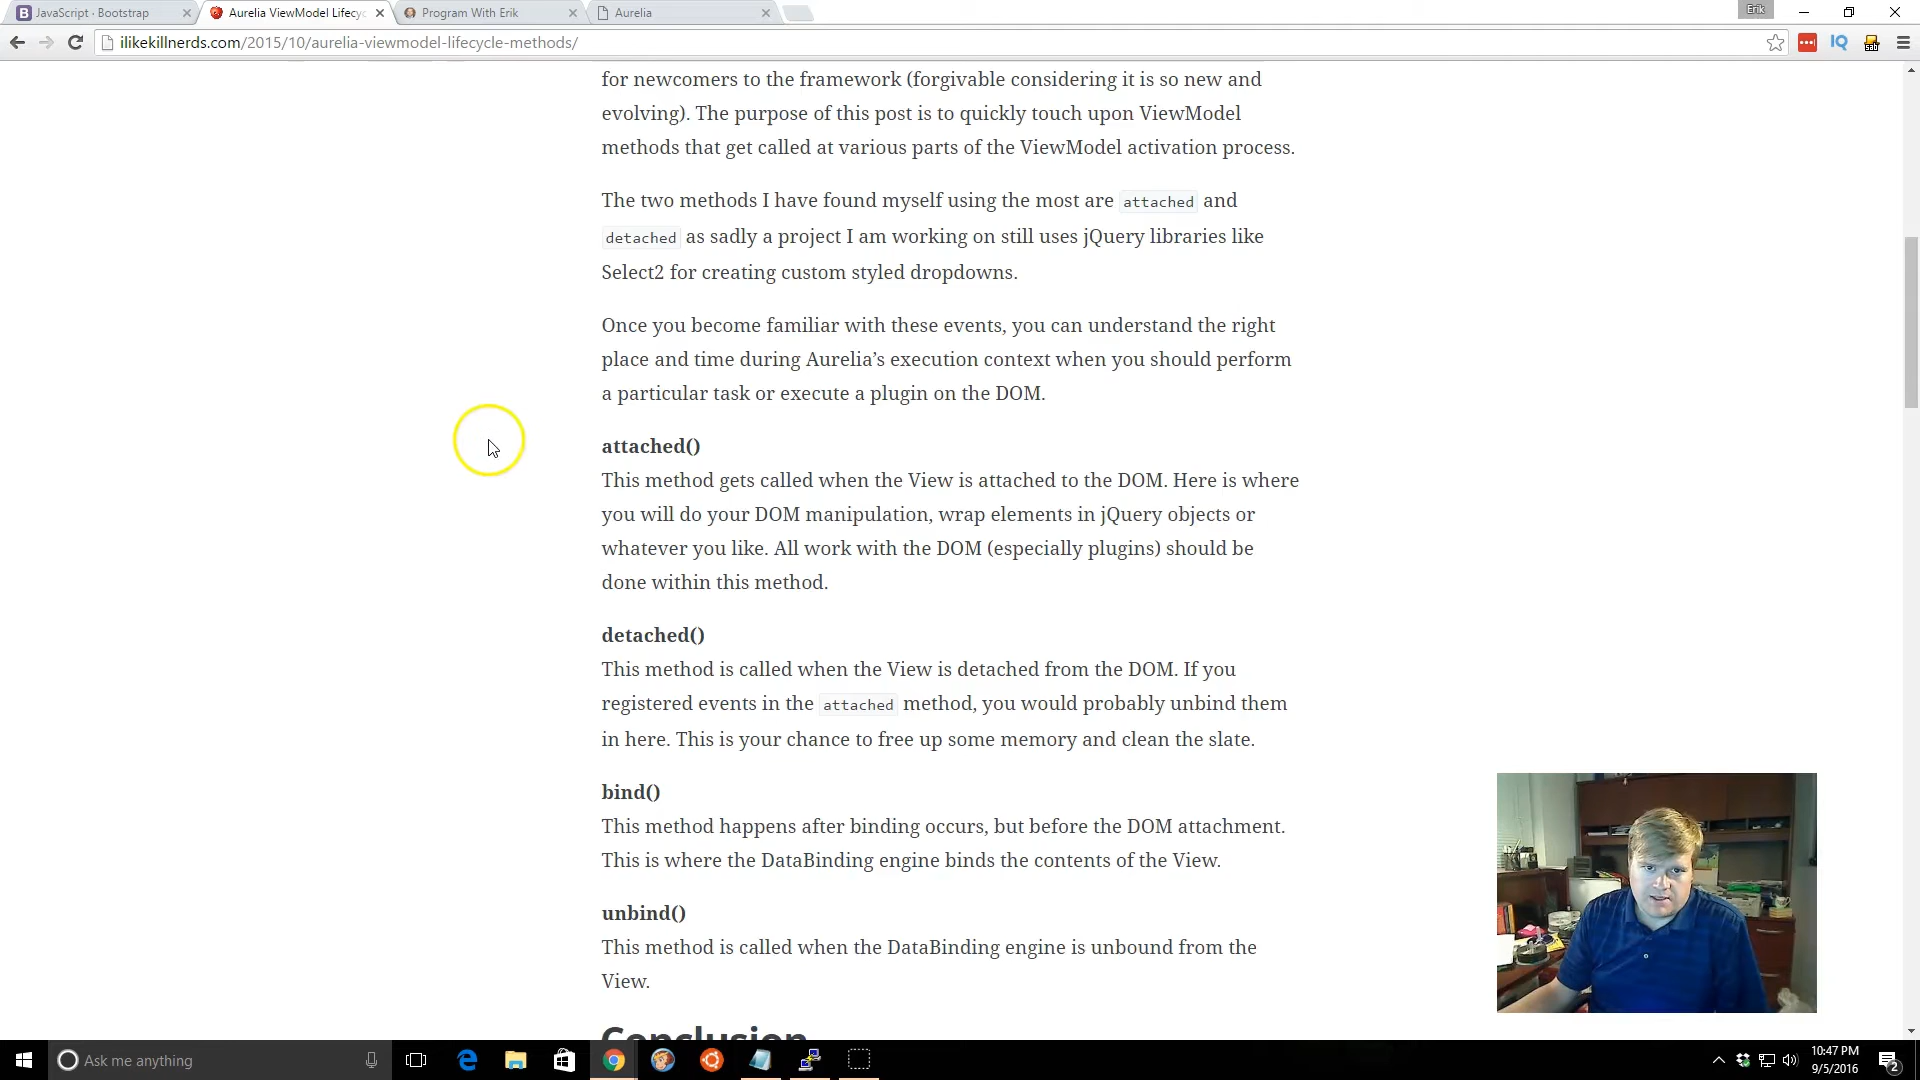 JavaScript · Bootstrap
Aurelia ViewModel Lifecyc
Program With Erik
Aurelia
Erik
ilikekillnerds.com/2015/10/aurelia-viewmodel-lifecycle-methods/
IQ
for newcomers to the framework (forgivable considering it is so new and
evolving). The purpose of this post is to quickly touch upon ViewModel
methods that get called at various parts of the ViewModel activation process.
The two methods I have found myself using the most are attached and
detached as sadly a project I am working on still uses jQuery libraries like
Select2 for creating custom styled dropdowns.
Once you become familiar with these events, you can understand the right
place and time during Aurelia’s execution context when you should perform
a particular task or execute a plugin on the DOM.
attached()
This method gets called when the View is attached to the DOM. Here is where
you will do your DOM manipulation, wrap elements in jQuery objects or
whatever you like. All work with the DOM (especially plugins) should be
done within this method.
detached()
This method is called when the View is detached from the DOM. If you
registered events in the attached method, you would probably unbind them
in here. This is your chance to free up some memory and clean the slate.
bind()
This method happens after binding occurs, but before the DOM attachment.
This is where the DataBinding engine binds the contents of the View.
unbind()
This method is called when the DataBinding engine is unbound from the
View.
Conclusion
Ask me anything
10:47 PM
9/5/2016
2